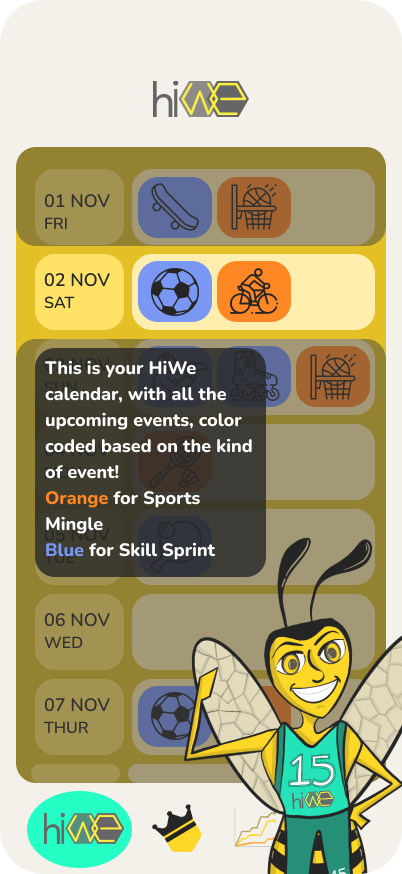 hiwe
01 NOV
FRI
02 NOV
SAT
This is your HiWe
calendar, with all the
upcoming events, color
coded based on the kind
of event!
Orange for Sports
Mingle
Blue for Skill Sprint
06 NOV
WED
07 NOV
THUR
15
hiwe
hiwe
15